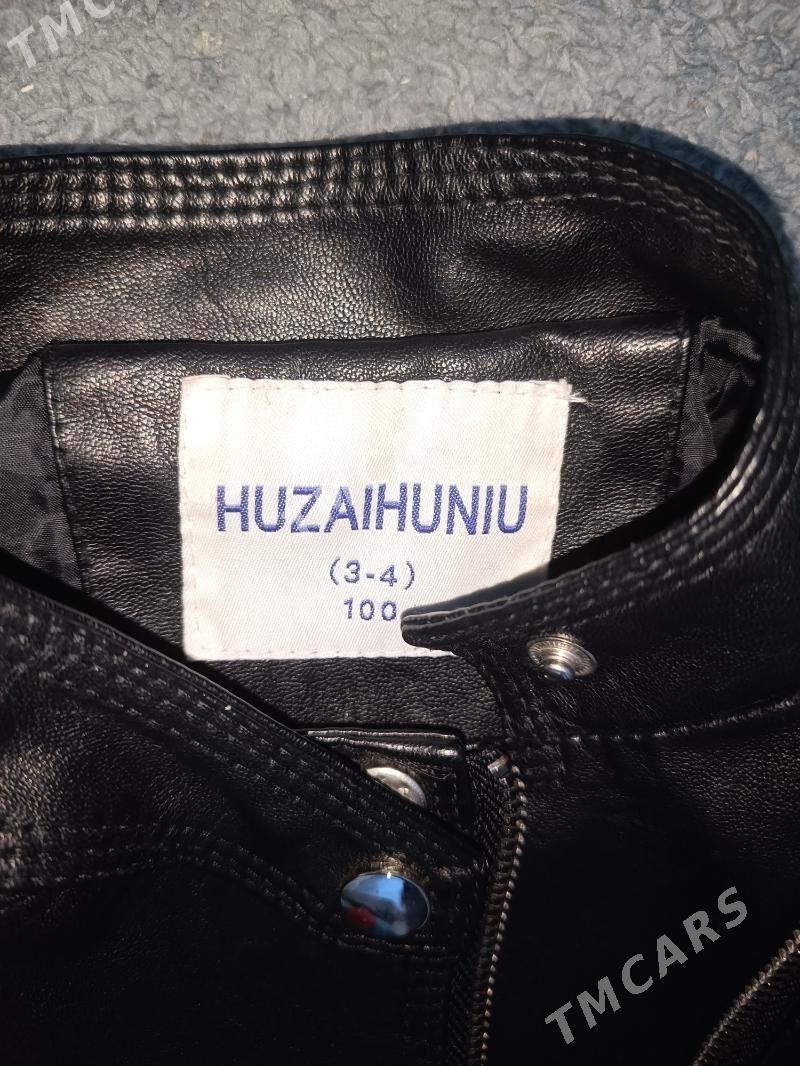 TMC
HUZAIHUNIU
(3-4)
100
TMCARS